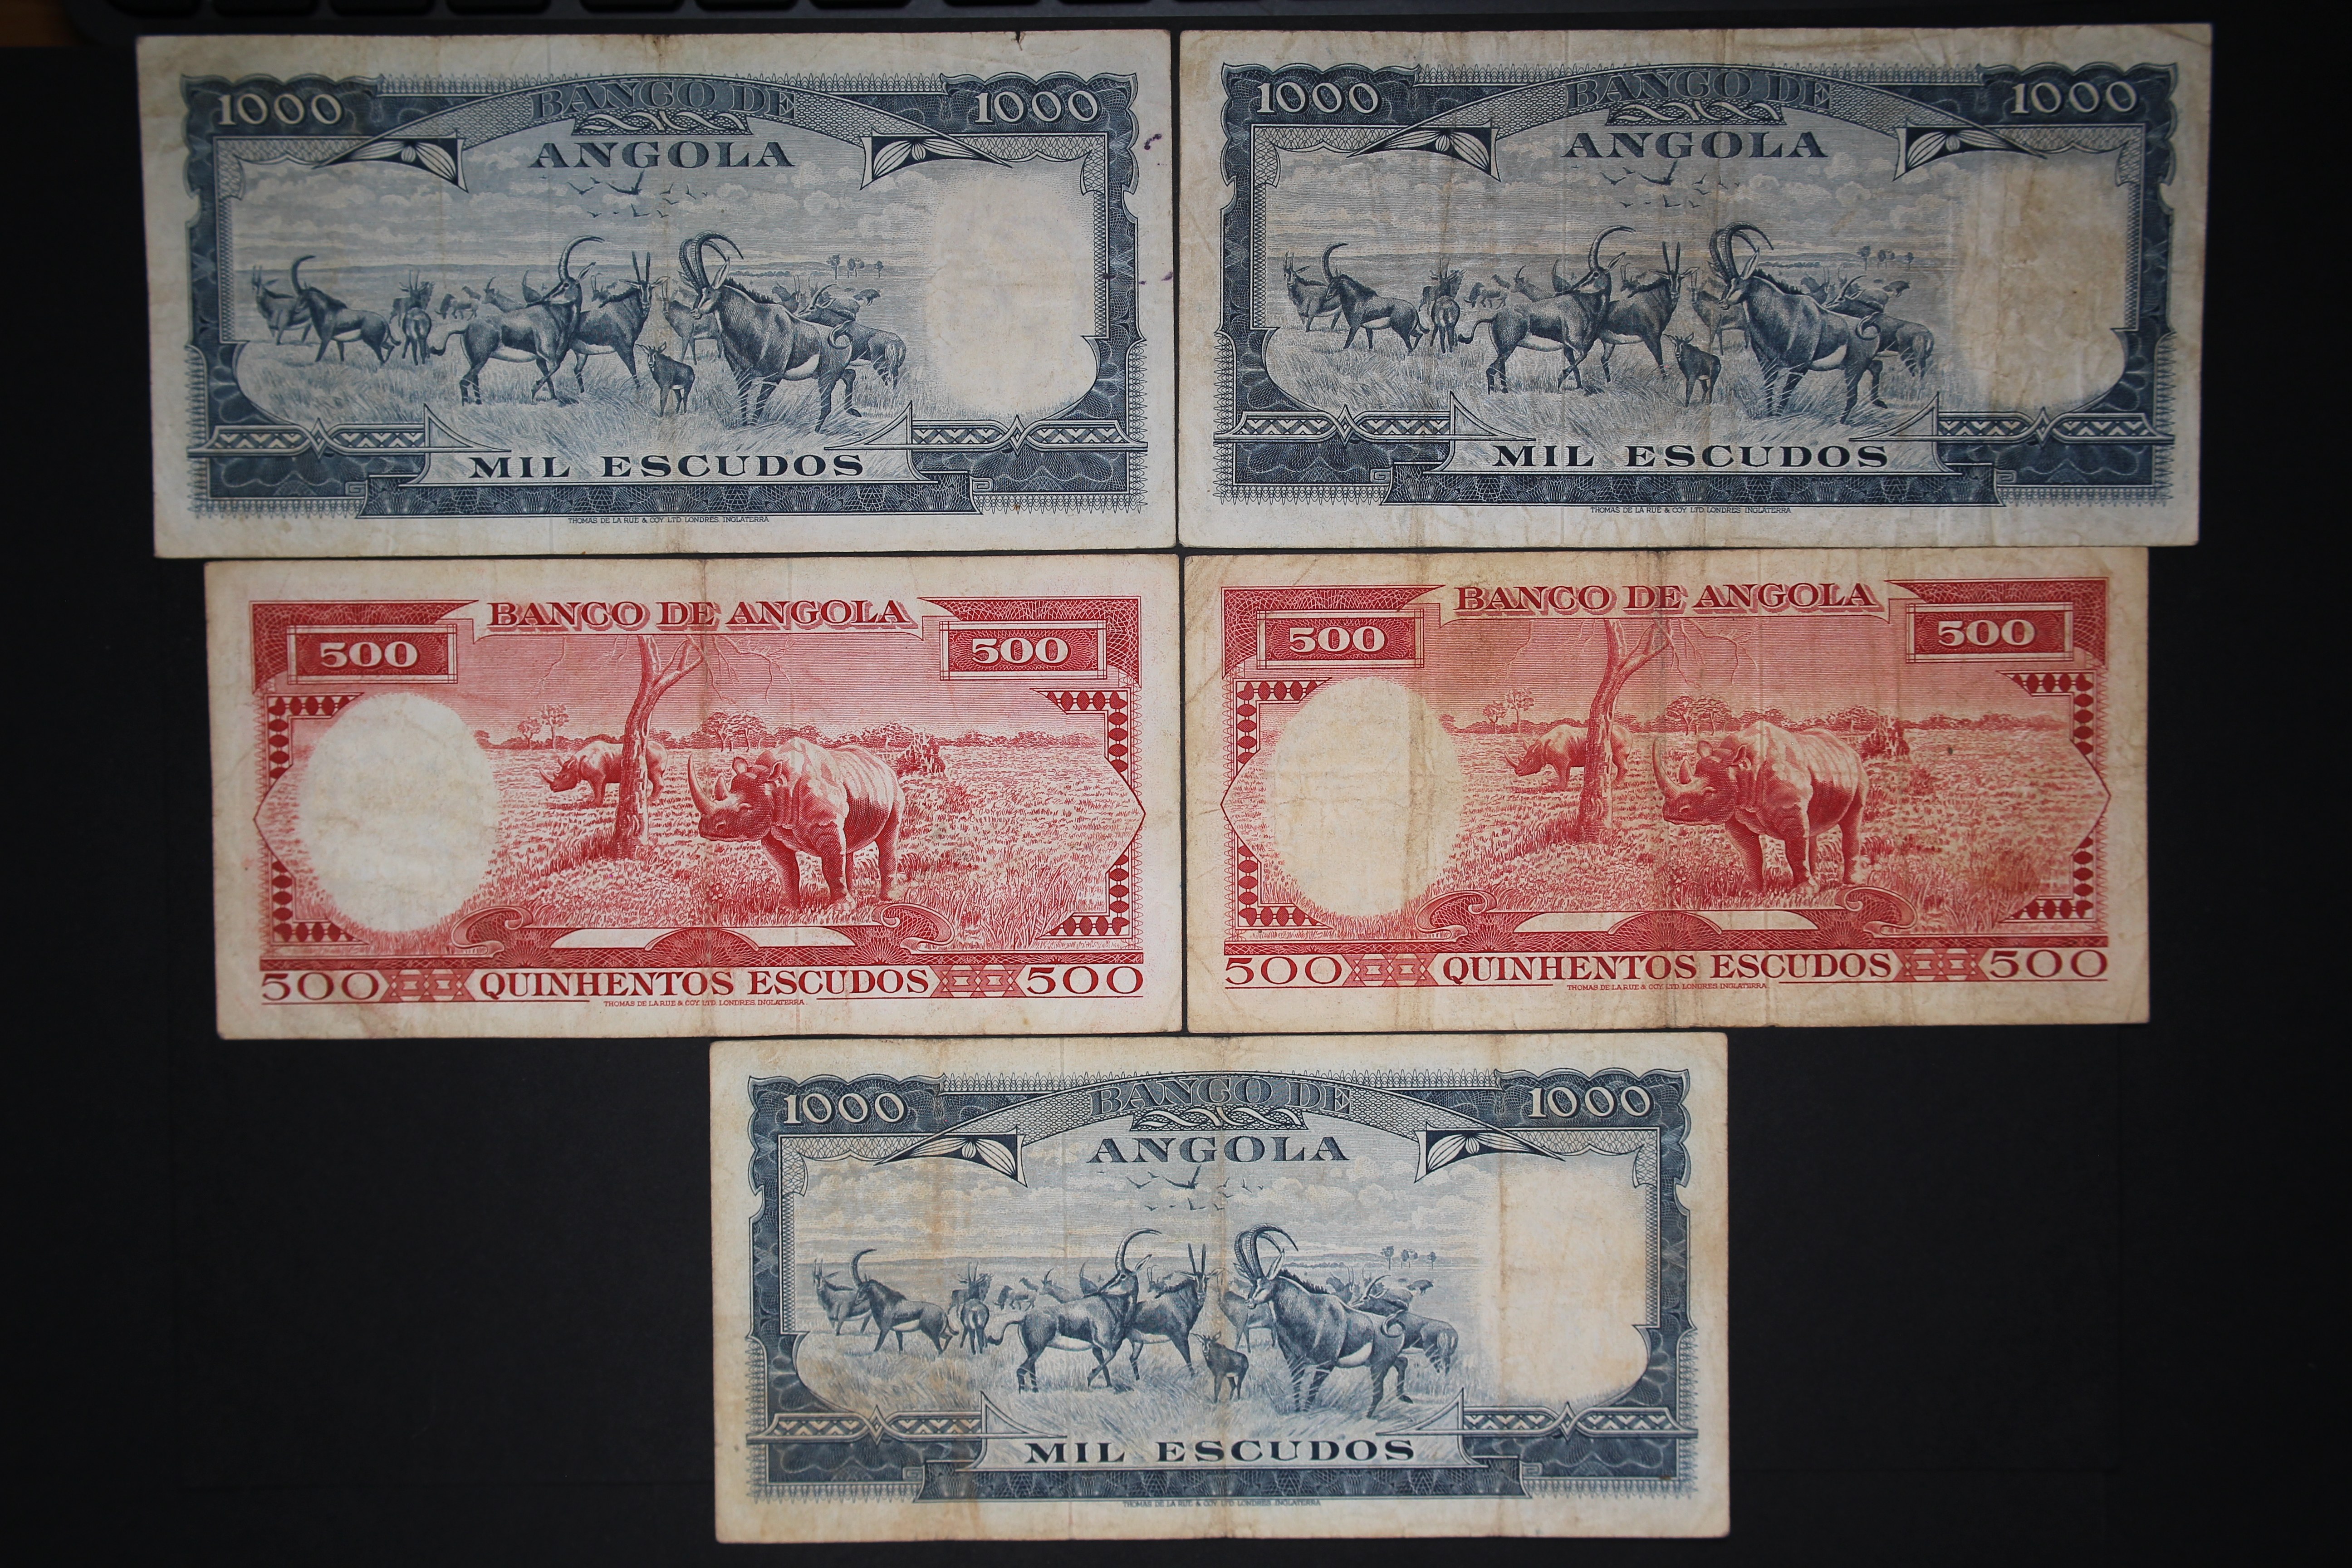 1000 BANCO DE 1000
ANGOLA
MIL ESCUDOS
THOMAS DE LA RUE & COY. LTD. LONDRES. INGLATERRA
1000 BANCO DE 1000
ANGOLA
MIL ESCUDOS
THOMAS DE LA RUE & COY. LTD. LONDRES. INGLATERRA
BANCO DE ANGOLA
500 500
500 QUINHENTOS ESCUDOS 500
THOMAS DE LA RUE & COY. LTD. LONDRES. INGLATERRA.
BANCO DE ANGOLA
500 500
500 QUINHENTOS ESCUDOS 500
THOMAS DE LA RUE & COY. LTD. LONDRES. INGLATERRA.
1000 BANCO DE 1000
ANGOLA
MIL ESCUDOS
THOMAS DE LA RUE & COY. LTD. LONDRES. INGLATERRA